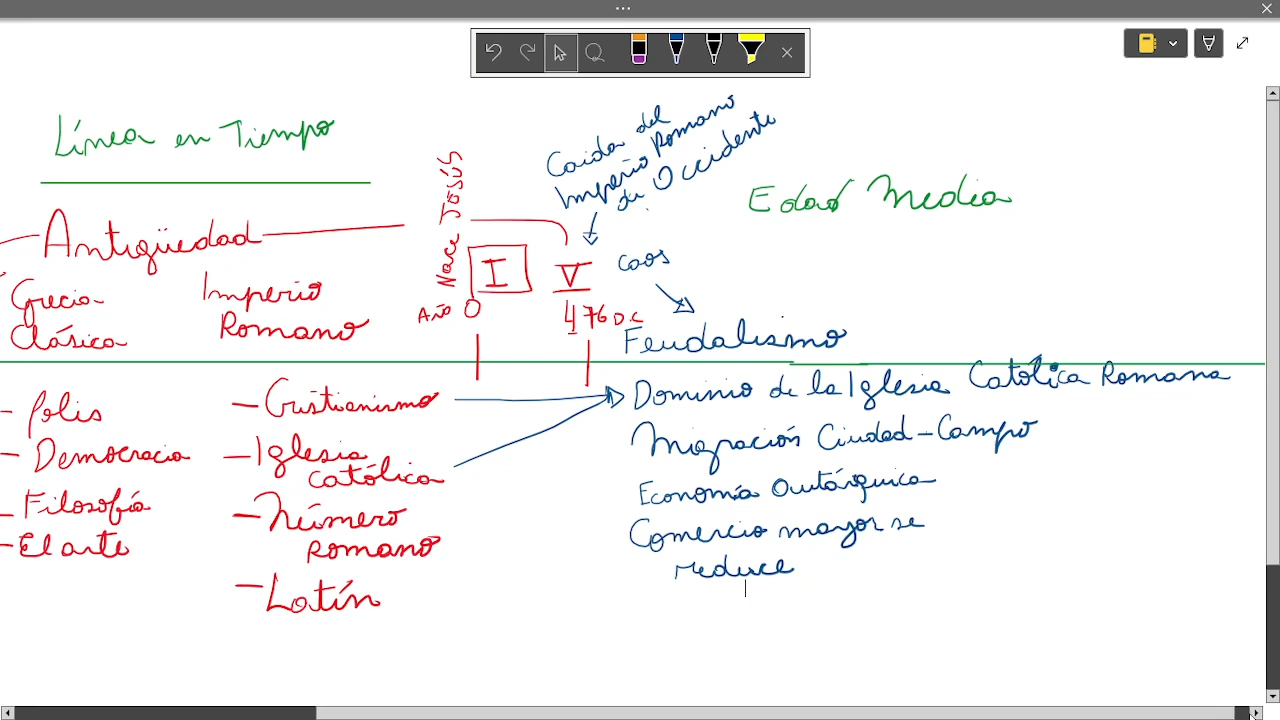 Línea en Tiempo
Antigüedad
Grecia
Clásica
Imperio
Romano
Nace Jesús
Año 0
I
V
476 D.C
Caida del
Imperio Romano
de Occidente
Edad Media
caos
Feudalismo
- Polis
- Democracia
- Filosofía
- El arte
- Cristianismo
- Iglesia
católica
- Número
romano
- Latín
Dominio de la Iglesia Católica Romana
Migración Ciudad - Campo
Economía Autárquica
Comercio mayor se
reduce